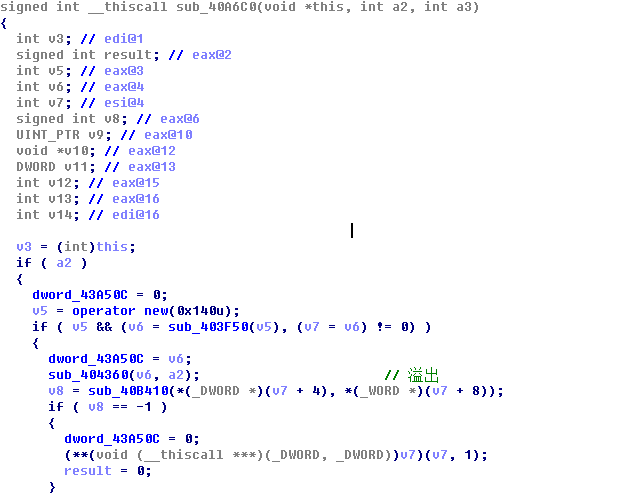 signed int __thiscall sub_40A6C0(void *this, int a2, int a3)
{
int v3; // edi@1
signed int result; // eax@2
int v5; // eax@3
int v6; // eax@4
int v7; // esi@4
signed int v8; // eax@6
UINT_PTR v9; // eax@10
void *v10; // eax@12
DWORD v11; // eax@13
int v12; // eax@15
int v13; // eax@16
int v14; // edi@16
v3 = (int)this;
if ( a2 )
{
dword_43A50C = 0;
v5 = operator new(0x140u);
if ( v5 && (v6 = sub_403F50(v5), (v7 = v6) != 0) )
{
dword_43A50C = v6;
sub_404360(v6, a2); // 溢出
v8 = sub_40B410(*(_DWORD *)(v7 + 4), *(_WORD *)(v7 + 8));
if ( v8 == -1 )
{
dword_43A50C = 0;
(**(void (__thiscall ***)(_DWORD, _DWORD))v7)(v7, 1);
result = 0;
}